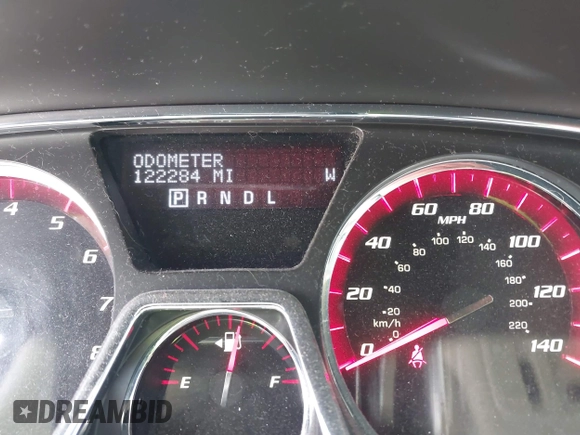 ODOMETER
122284 MI W
P R N D L
4
5
6
7
8
E F
0 20 40 60 80 100 120 140
MPH
0 20 40 60 80 100 120 140 160 180 200 220
km/h
DREAMBID